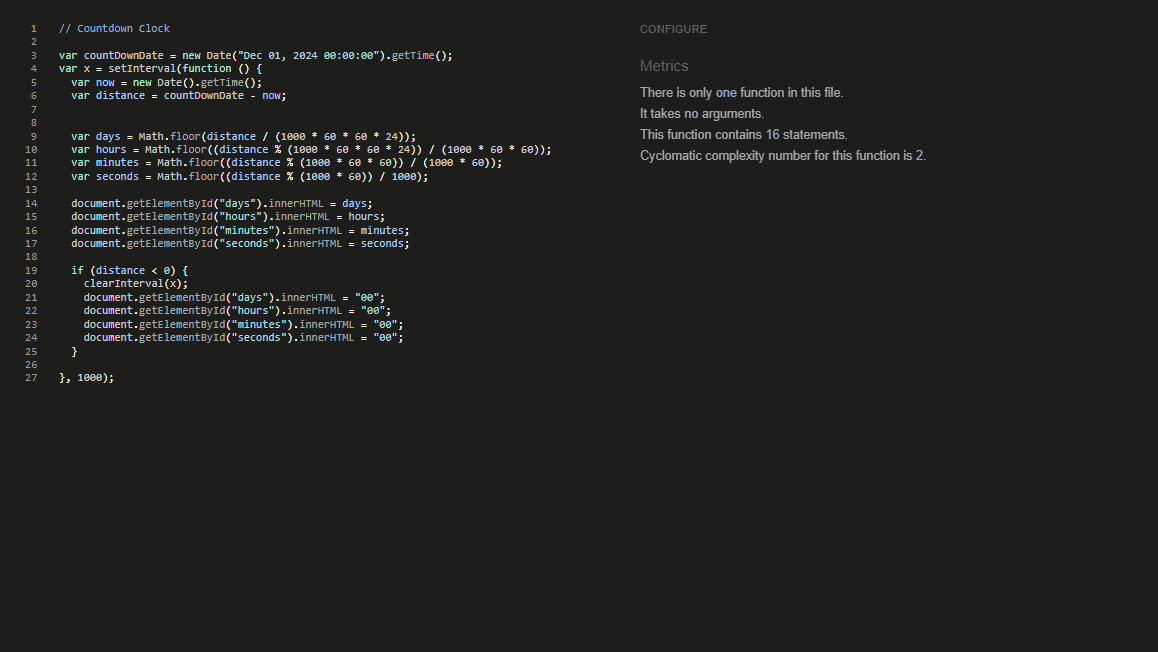 1 // Countdown Clock
2
3 var countDownDate = new Date("Dec 01, 2024 00:00:00").getTime();
4 var x = setInterval(function () {
5 var now = new Date().getTime();
6 var distance = countDownDate - now;
7
8
9 var days = Math.floor(distance / (1000 * 60 * 60 * 24));
10 var hours = Math.floor((distance % (1000 * 60 * 60 * 24)) / (1000 * 60 * 60));
11 var minutes = Math.floor((distance % (1000 * 60 * 60)) / (1000 * 60));
12 var seconds = Math.floor((distance % (1000 * 60)) / 1000);
13
14 document.getElementById("days").innerHTML = days;
15 document.getElementById("hours").innerHTML = hours;
16 document.getElementById("minutes").innerHTML = minutes;
17 document.getElementById("seconds").innerHTML = seconds;
18
19 if (distance < 0) {
20 clearInterval(x);
21 document.getElementById("days").innerHTML = "00";
22 document.getElementById("hours").innerHTML = "00";
23 document.getElementById("minutes").innerHTML = "00";
24 document.getElementById("seconds").innerHTML = "00";
25 }
26
27 }, 1000);
CONFIGURE
Metrics
There is only one function in this file.
It takes no arguments.
This function contains 16 statements.
Cyclomatic complexity number for this function is 2.